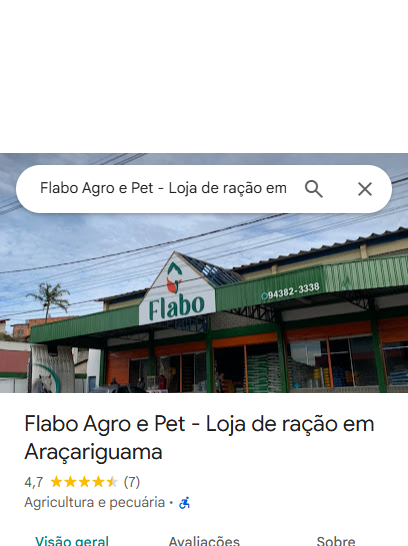 Flabo Agro e Pet - Loja de ração em
Flabo
94382-3338
Flabo Agro e Pet - Loja de ração em
Araçariguama
4,7 (7)
Agricultura e pecuária ·
Visão geral Avaliações Sobre